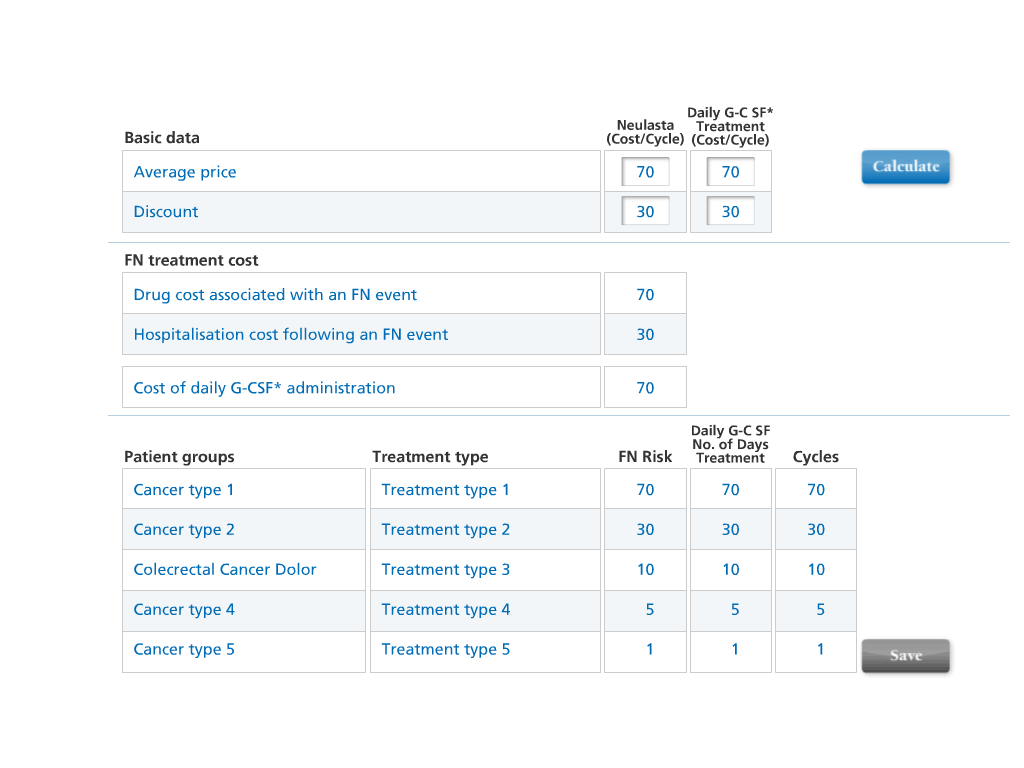 Basic data
Neulasta
(Cost/Cycle)
Daily G-C SF*
Treatment
(Cost/Cycle)
Average price 70 70
Calculate
Discount 30 30
FN treatment cost
Drug cost associated with an FN event 70
Hospitalisation cost following an FN event 30
Cost of daily G-CSF* administration 70
Patient groups
Treatment type
FN Risk
Daily G-C SF
No. of Days
Treatment
Cycles
Cancer type 1 Treatment type 1 70 70 70
Cancer type 2 Treatment type 2 30 30 30
Colecrectal Cancer Dolor Treatment type 3 10 10 10
Cancer type 4 Treatment type 4 5 5 5
Cancer type 5 Treatment type 5 1 1 1
Save